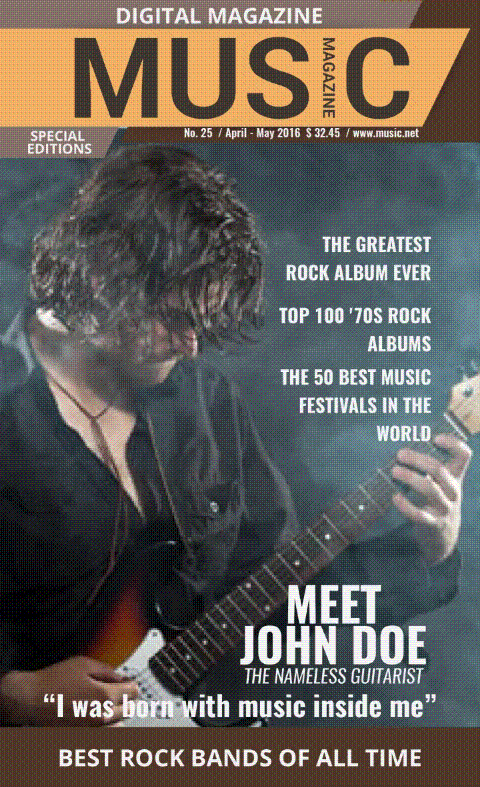 DIGITAL MAGAZINE
MUSIC
MAGAZINE
No. 25 / April - May 2016 $ 32.45 / www.music.net
SPECIAL
EDITIONS
THE GREATEST
ROCK ALBUM EVER
TOP 100 '70S ROCK
ALBUMS
THE 50 BEST MUSIC
FESTIVALS IN THE
WORLD
MEET
JOHN DOE
THE NAMELESS GUITARIST
“I was born with music inside me”
BEST ROCK BANDS OF ALL TIME